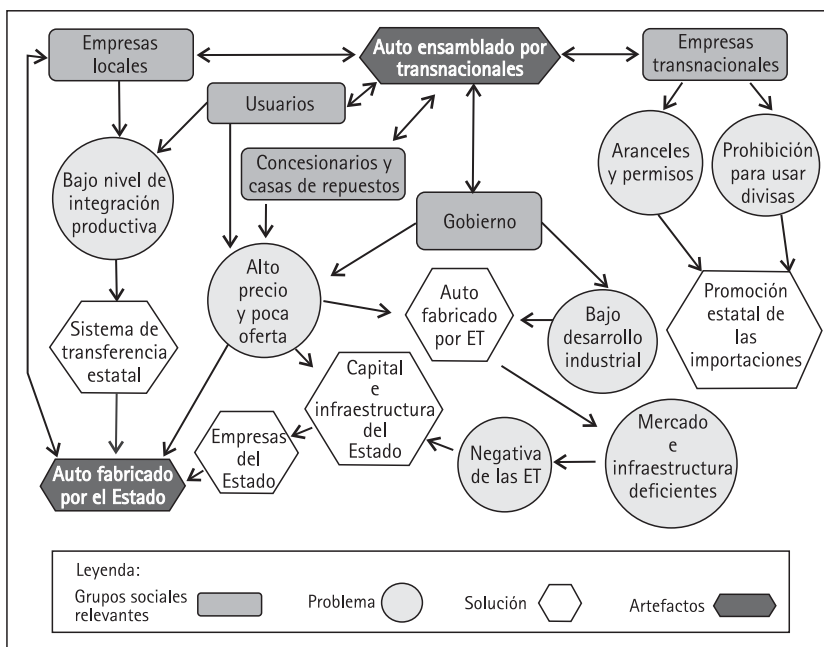 Empresas
locales
Auto ensamblado por
transnacionales
Empresas
transnacionales
Usuarios
Concesionarios y
casas de repuestos
Aranceles
y permisos
Prohibición
para usar
divisas
Bajo nivel de
integración
productiva
Gobierno
Alto
precio
y poca
oferta
Auto
fabricado
por ET
Bajo
desarrollo
industrial
Promoción
estatal de
las
importaciones
Sistema de
transferencia
estatal
Capital
e
infraestructura
del
Estado
Empresas
del
Estado
Negativa
de las ET
Mercado
e
infraestructura
deficientes
Auto fabricado
por el Estado
Leyenda:
Grupos sociales
relevantes
Problema
Solución
Artefactos